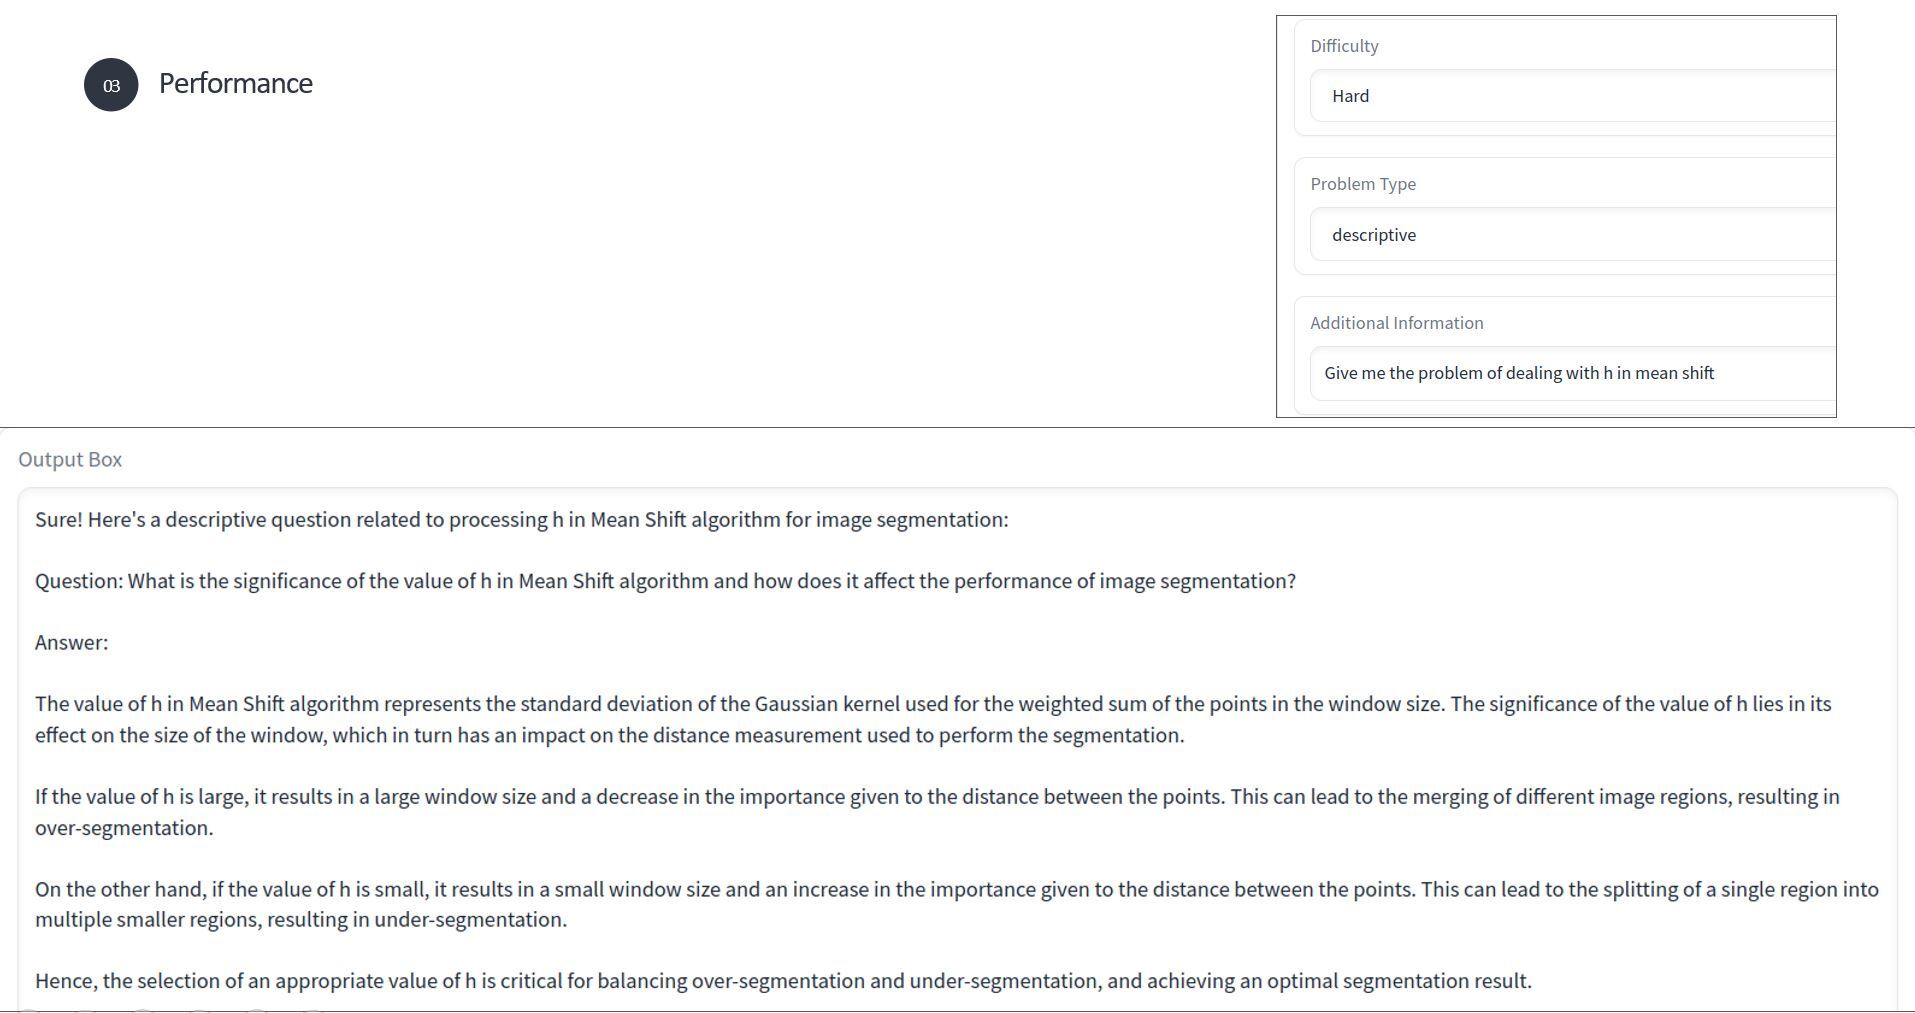 03
Performance
Difficulty
Hard
Problem Type
descriptive
Additional Information
Give me the problem of dealing with h in mean shift
Output Box
Sure! Here's a descriptive question related to processing h in Mean Shift algorithm for image segmentation:
Question: What is the significance of the value of h in Mean Shift algorithm and how does it affect the performance of image segmentation?
Answer:
The value of h in Mean Shift algorithm represents the standard deviation of the Gaussian kernel used for the weighted sum of the points in the window size. The significance of the value of h lies in its
effect on the size of the window, which in turn has an impact on the distance measurement used to perform the segmentation.
If the value of h is large, it results in a large window size and a decrease in the importance given to the distance between the points. This can lead to the merging of different image regions, resulting in
over-segmentation.
On the other hand, if the value of h is small, it results in a small window size and an increase in the importance given to the distance between the points. This can lead to the splitting of a single region into
multiple smaller regions, resulting in under-segmentation.
Hence, the selection of an appropriate value of h is critical for balancing over-segmentation and under-segmentation, and achieving an optimal segmentation result.